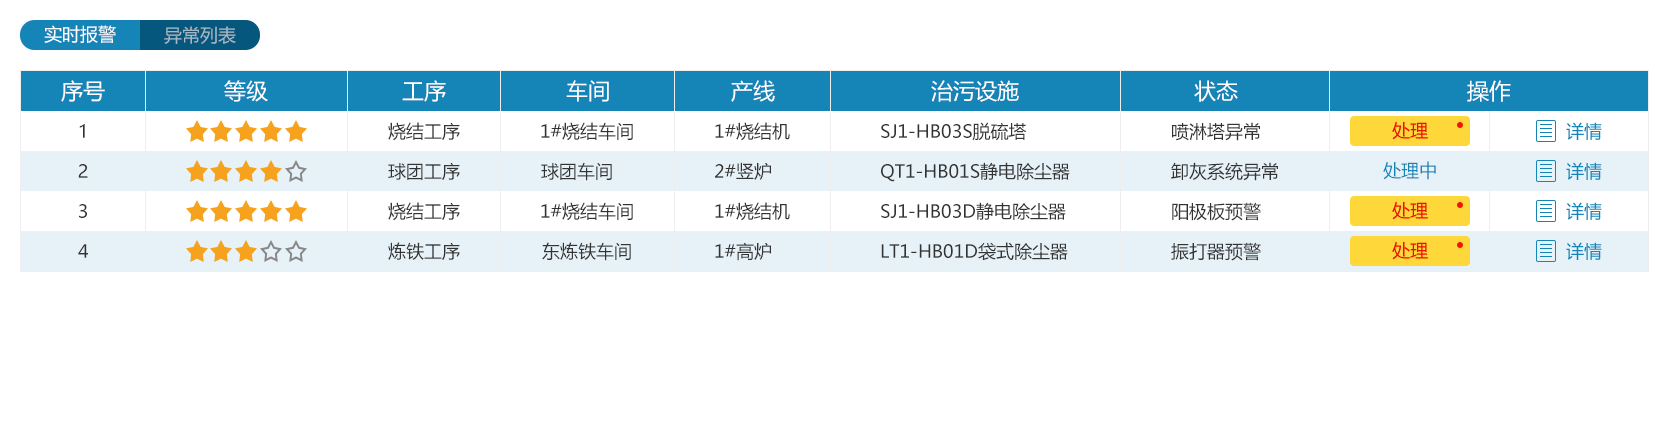 实时报警 异常列表
序号 等级 工序 车间 产线 治污设施 状态 操作
1 烧结工序 1#烧结车间 1#烧结机 SJ1-HB03S脱硫塔 喷淋塔异常 处理 详情
2 球团工序 球团车间 2#竖炉 QT1-HB01S静电除尘器 卸灰系统异常 处理中 详情
3 烧结工序 1#烧结车间 1#烧结机 SJ1-HB03D静电除尘器 阳极板预警 处理 详情
4 炼铁工序 东炼铁车间 1#高炉 LT1-HB01D袋式除尘器 振打器预警 处理 详情